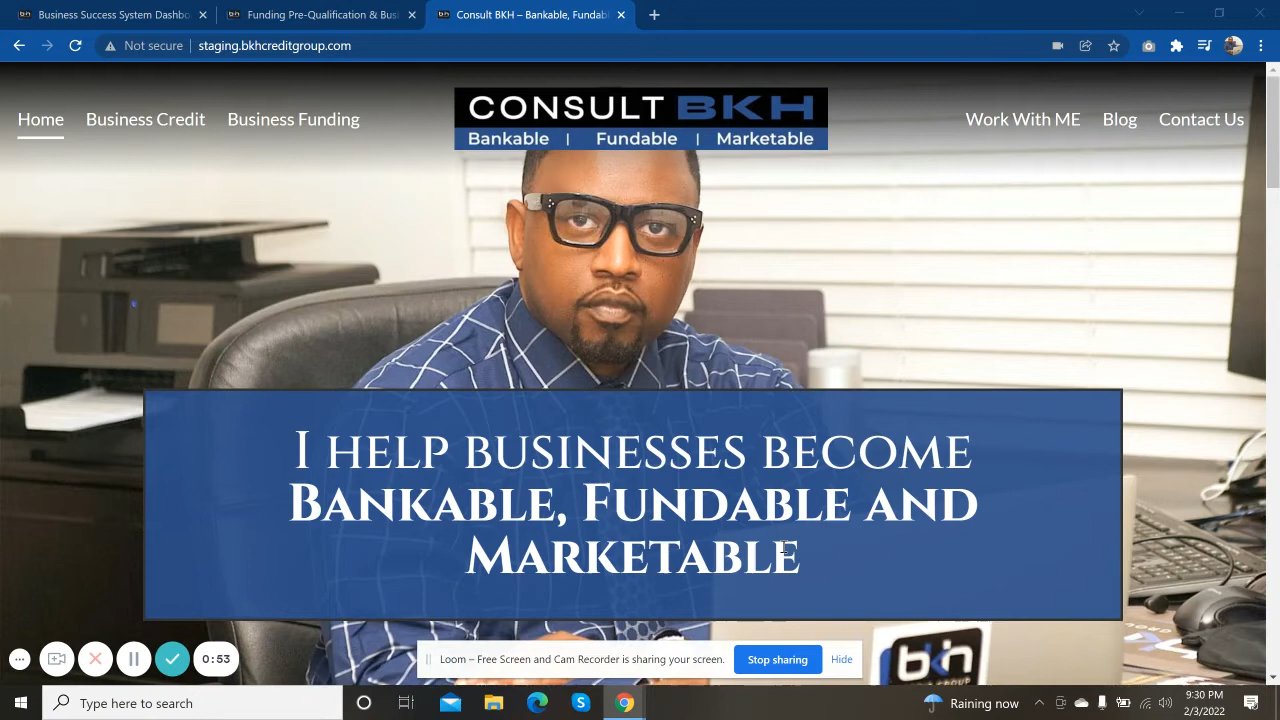 Business Success System Dashbo
Funding Pre-Qualification & Busi
Consult BKH – Bankable, Fundabl
Not secure
staging.bkhcreditgroup.com
Home
Business Credit
Business Funding
CONSULT BKH
Bankable | Fundable | Marketable
Work With ME
Blog
Contact Us
I HELP BUSINESSES BECOME
BANKABLE, FUNDABLE AND
MARKETABLE
bkh
0:53
Loom – Free Screen and Cam Recorder is sharing your screen.
Stop sharing
Hide
Type here to search
Raining now
9:30 PM
2/3/2022